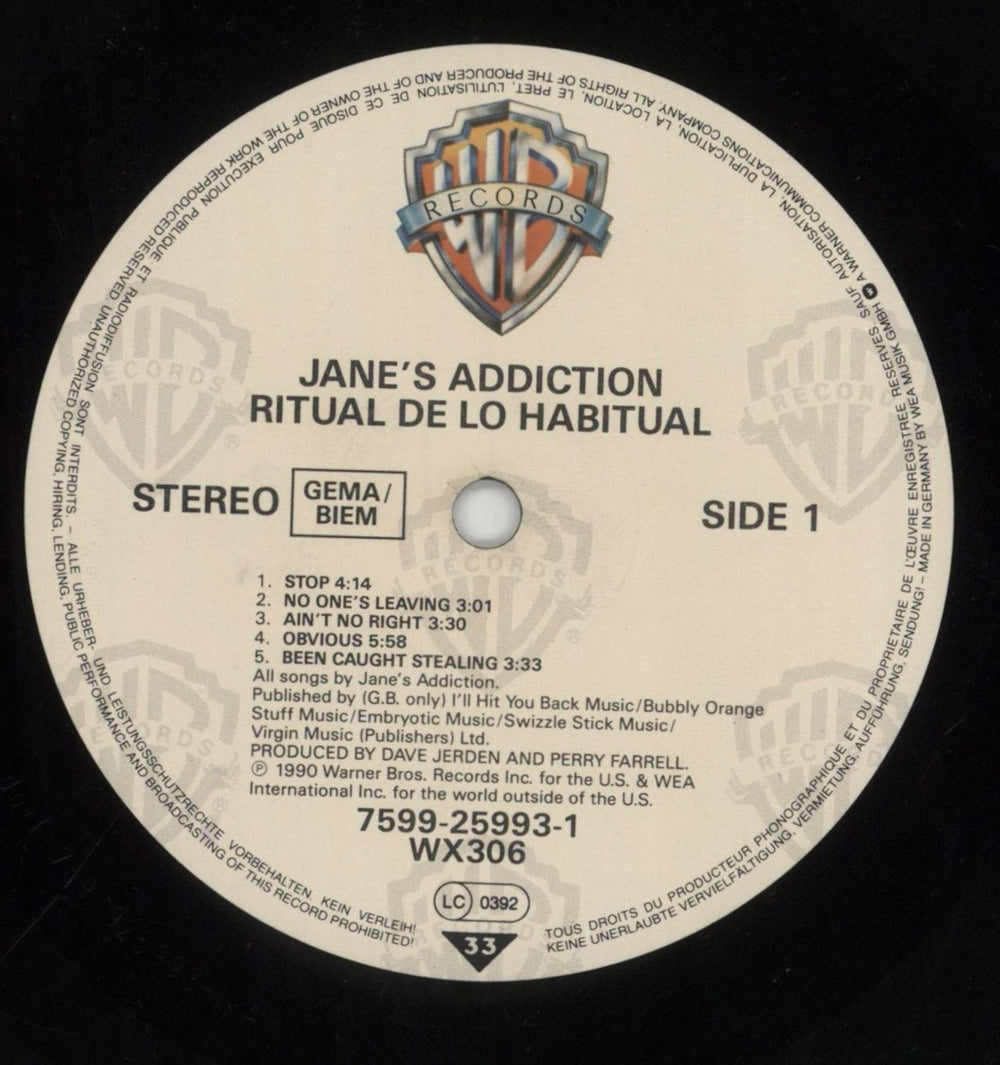 WB
RECORDS
JANE'S ADDICTION
RITUAL DE LO HABITUAL
STEREO
GEMA/
BIEM
SIDE 1
1. STOP 4:14
2. NO ONE'S LEAVING 3:01
3. AIN'T NO RIGHT 3:30
4. OBVIOUS 5:58
5. BEEN CAUGHT STEALING 3:33
All songs by Jane's Addiction.
Published by (G.B. only) I'll Hit You Back Music/Bubbly Orange
Stuff Music/Embryotic Music/Swizzle Stick Music/
Virgin Music (Publishers) Ltd.
PRODUCED BY DAVE JERDEN AND PERRY FARRELL.
℗ 1990 Warner Bros. Records Inc. for the U.S. & WEA
International Inc. for the world outside of the U.S.
7599-25993-1
WX306
LC 0392
33
TOUS DROITS DU PRODUCTEUR PHONOGRAPHIQUE ET DU PROPRIETAIRE DE L'ŒUVRE ENREGISTREE RESERVES. SAUF AUTORISATION, LA DUPLICATION, LA LOCATION, LE PRET, L'UTILISATION DE CE DISQUE POUR EXECUTION PUBLIQUE ET RADIODIFFUSION SONT INTERDITS. – ALLE URHEBER- UND LEISTUNGSSCHUTZRECHTE VORBEHALTEN. KEIN VERLEIH!
KEINE UNERLAUBTE VERVIELFÄLTIGUNG, VERMIETUNG, AUFFÜHRUNG, SENDUNG! – MADE IN GERMANY BY WEA MUSIK GMBH A WARNER COMMUNICATIONS COMPANY. ALL RIGHTS OF THE PRODUCER AND OF THE OWNER OF THE WORK REPRODUCED RESERVED. UNAUTHORIZED COPYING, HIRING, LENDING, PUBLIC PERFORMANCE AND BROADCASTING OF THIS RECORD PROHIBITED!